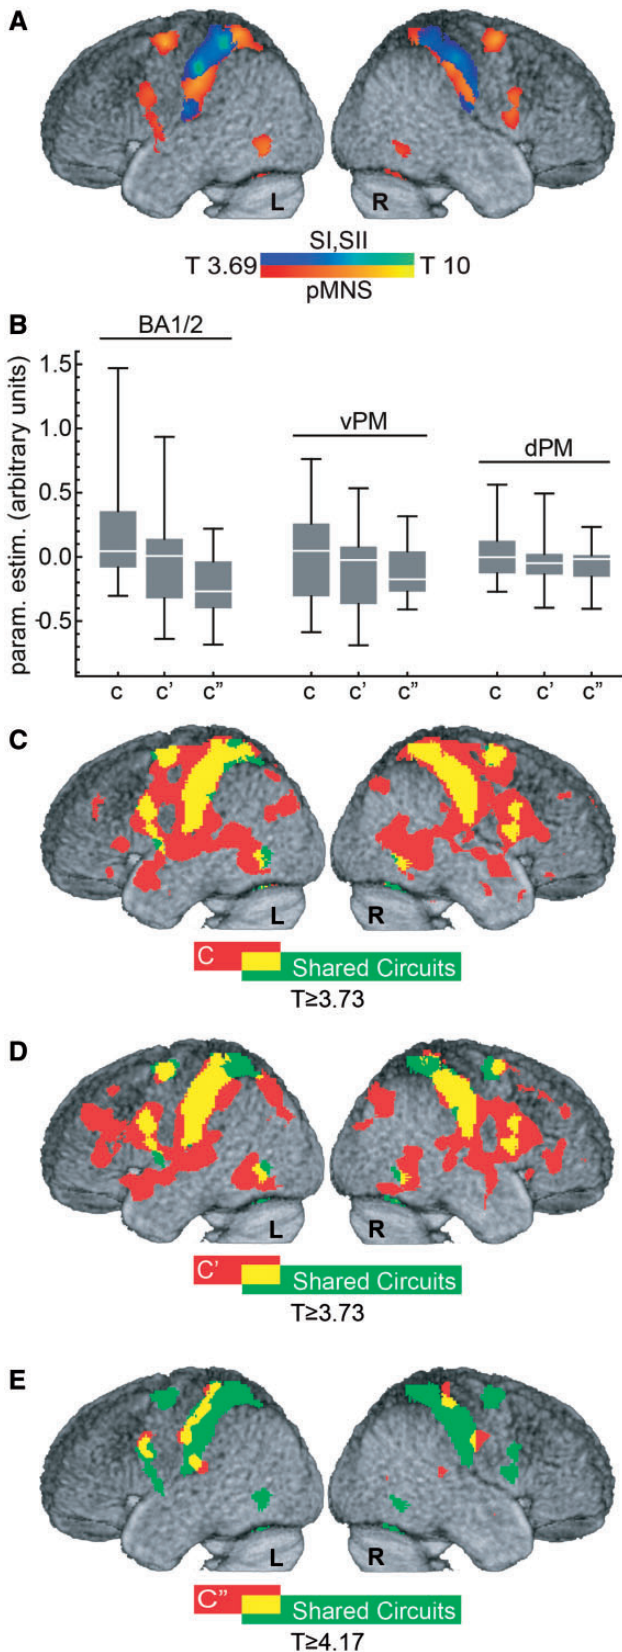 A
L R
SI,SII
T 3.69 T 10
pMNS
B
BA1/2
vPM
dPM
param. estim. (arbitrary units)
1.5
1.0
0.5
0.0
-0.5
c c' c" c c' c" c c' c"
C
L R
C Shared Circuits
T≥3.73
D
L R
C' Shared Circuits
T≥3.73
E
L R
C" Shared Circuits
T≥4.17